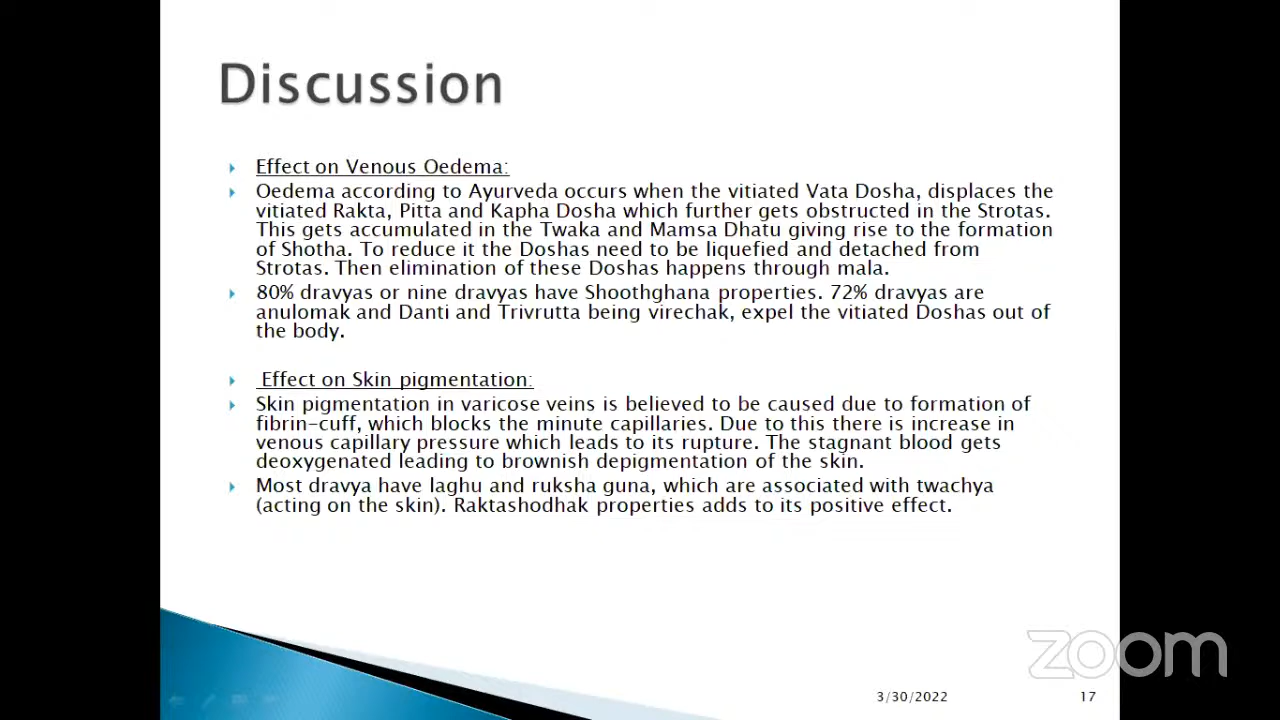 Discussion
Effect on Venous Oedema:
Oedema according to Ayurveda occurs when the vitiated Vata Dosha, displaces the
vitiated Rakta, Pitta and Kapha Dosha which further gets obstructed in the Strotas.
This gets accumulated in the Twaka and Mamsa Dhatu giving rise to the formation
of Shotha. To reduce it the Doshas need to be liquefied and detached from
Strotas. Then elimination of these Doshas happens through mala.
80% dravyas or nine dravyas have Shoothghana properties. 72% dravyas are
anulomak and Danti and Trivrutta being virechak, expel the vitiated Doshas out of
the body.
Effect on Skin pigmentation:
Skin pigmentation in varicose veins is believed to be caused due to formation of
fibrin-cuff, which blocks the minute capillaries. Due to this there is increase in
venous capillary pressure which leads to its rupture. The stagnant blood gets
deoxygenated leading to brownish depigmentation of the skin.
Most dravya have laghu and ruksha guna, which are associated with twachya
(acting on the skin). Raktashodhak properties adds to its positive effect.
zoom
3/30/2022
17